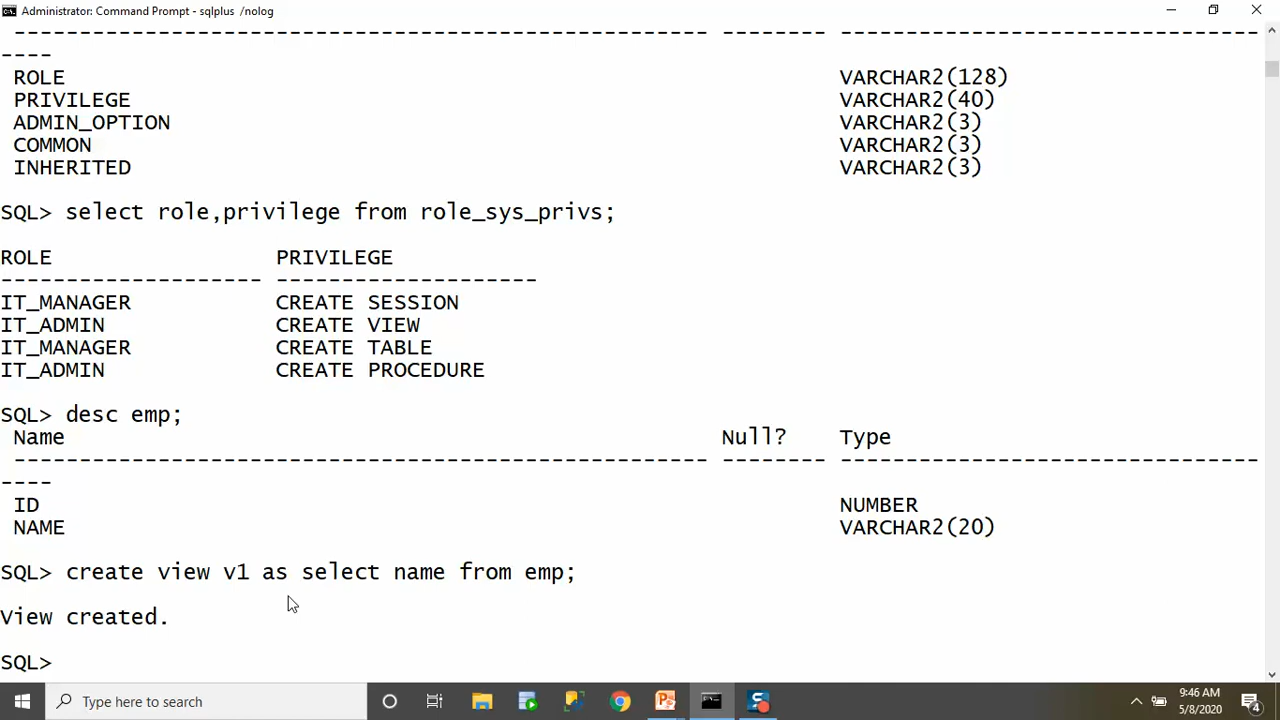 Administrator: Command Prompt - sqlplus /nolog
----------------------------------------------------- -------- --------------------------------
----
ROLE VARCHAR2(128)
PRIVILEGE VARCHAR2(40)
ADMIN_OPTION VARCHAR2(3)
COMMON VARCHAR2(3)
INHERITED VARCHAR2(3)
SQL> select role,privilege from role_sys_privs;
ROLE PRIVILEGE
-------------------- --------------------
IT_MANAGER CREATE SESSION
IT_ADMIN CREATE VIEW
IT_MANAGER CREATE TABLE
IT_ADMIN CREATE PROCEDURE
SQL> desc emp;
Name Null? Type
----------------------------------------------------- -------- --------------------------------
----
ID NUMBER
NAME VARCHAR2(20)
SQL> create view v1 as select name from emp;
View created.
SQL>
Type here to search
9:46 AM
5/8/2020
4